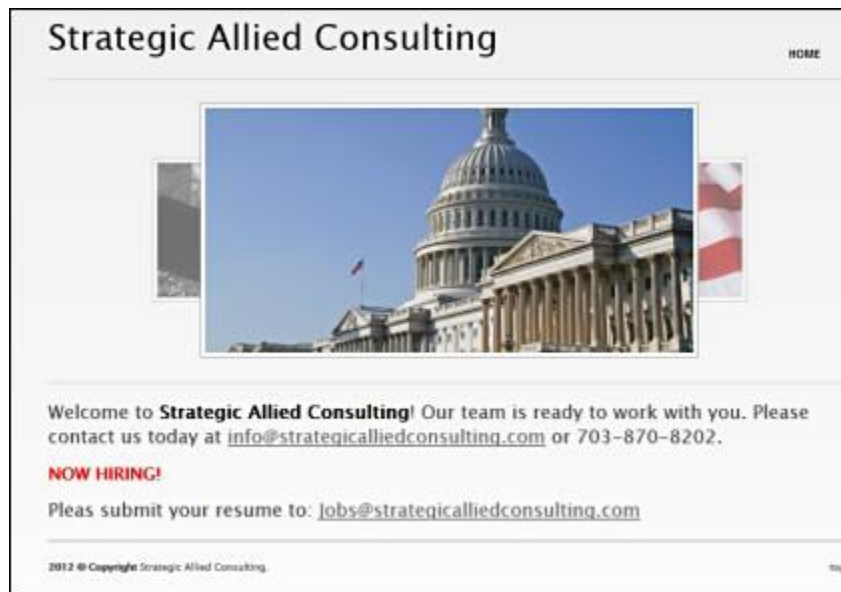 Strategic Allied Consulting
HOME
Welcome to Strategic Allied Consulting! Our team is ready to work with you. Please
contact us today at info@strategicalliedconsulting.com or 703-870-8202.
NOW HIRING!
Pleas submit your resume to: Jobs@strategicalliedconsulting.com
2012 © Copyright Strategic Allied Consulting.